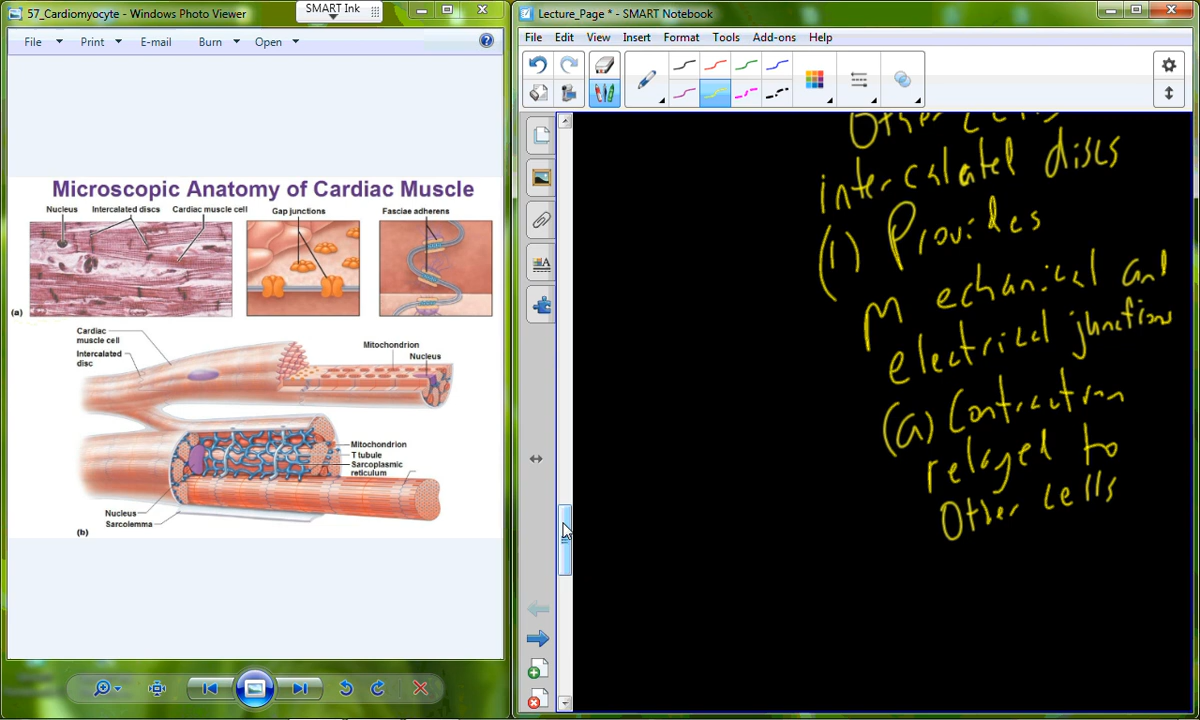 57_Cardiomyocyte - Windows Photo Viewer
SMART Ink
File Print E-mail Burn Open
Microscopic Anatomy of Cardiac Muscle
Nucleus Intercalated discs Cardiac muscle cell Gap junctions Fasciae adherens
(a)
Cardiac
muscle cell
Intercalated
disc
Mitochondrion
Nucleus
Mitochondrion
T tubule
Sarcoplasmic
reticulum
Nucleus
Sarcolemma
(b)
Lecture_Page * - SMART Notebook
File Edit View Insert Format Tools Add-ons Help
Other cells
intercalated discs
(1) Provides
Mechanical and
electrical junctions
(a) Contraction
relayed to
Other cells